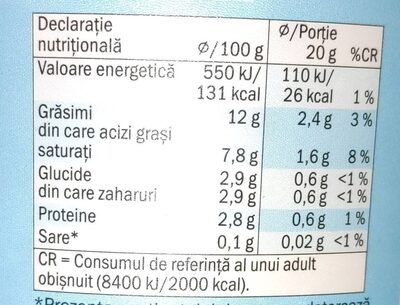 Declarație nutrițională ∅/100 g ∅/Porție 20 g %CR
Valoare energetică 550 kJ/ 131 kcal 110 kJ/ 26 kcal 1 %
Grăsimi 12 g 2,4 g 3 %
din care acizi grași saturați 7,8 g 1,6 g 8 %
Glucide 2,9 g 0,6 g <1 %
din care zaharuri 2,9 g 0,6 g <1 %
Proteine 2,8 g 0,6 g 1 %
Sare* 0,1 g 0,02 g <1 %
CR = Consumul de referință al unui adult
obișnuit (8400 kJ/2000 kcal).